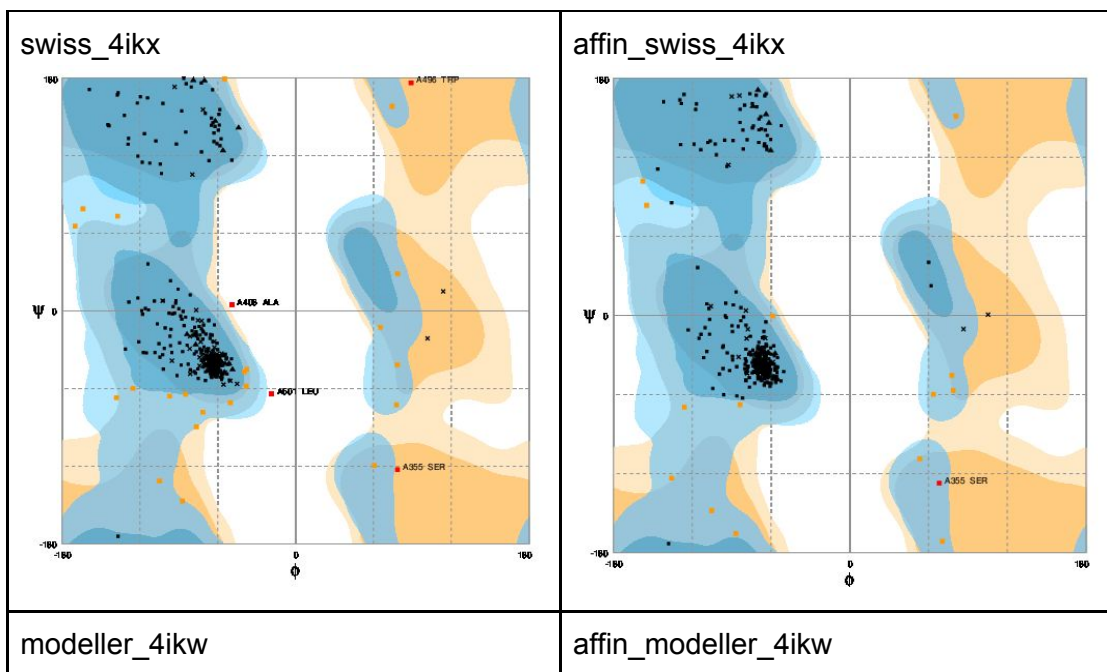 swiss_4ikx
affin_swiss_4ikx
180
A496 TRP
180
Ψ 0
A406 ALA
Ψ 0
A501 LEU
A355 SER
A355 SER
-180
-180 0 180
Φ
-180
-180 0 180
Φ
modeller_4ikw
affin_modeller_4ikw